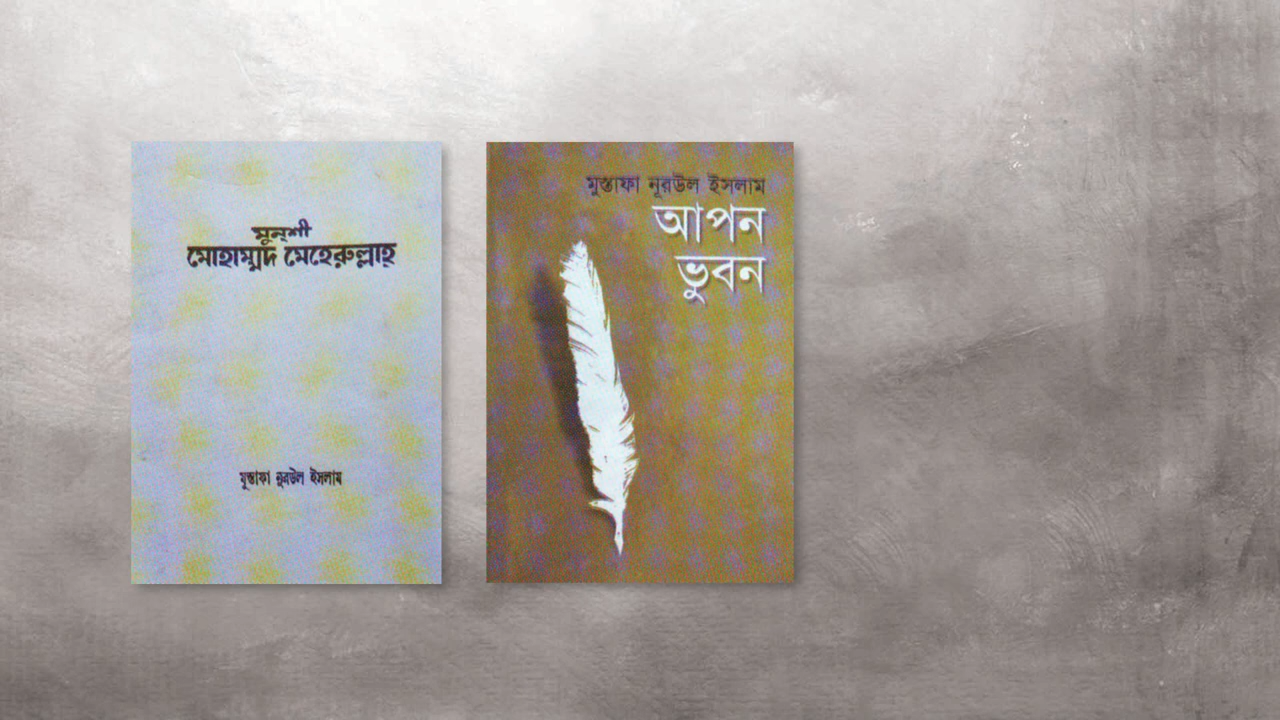 মুন্‌শী
মোহাম্মদ মেহেরুল্লাহ্
মুস্তাফা নূরউল ইসলাম
মুস্তাফা নূরউল ইসলাম
আপন
ভুবন